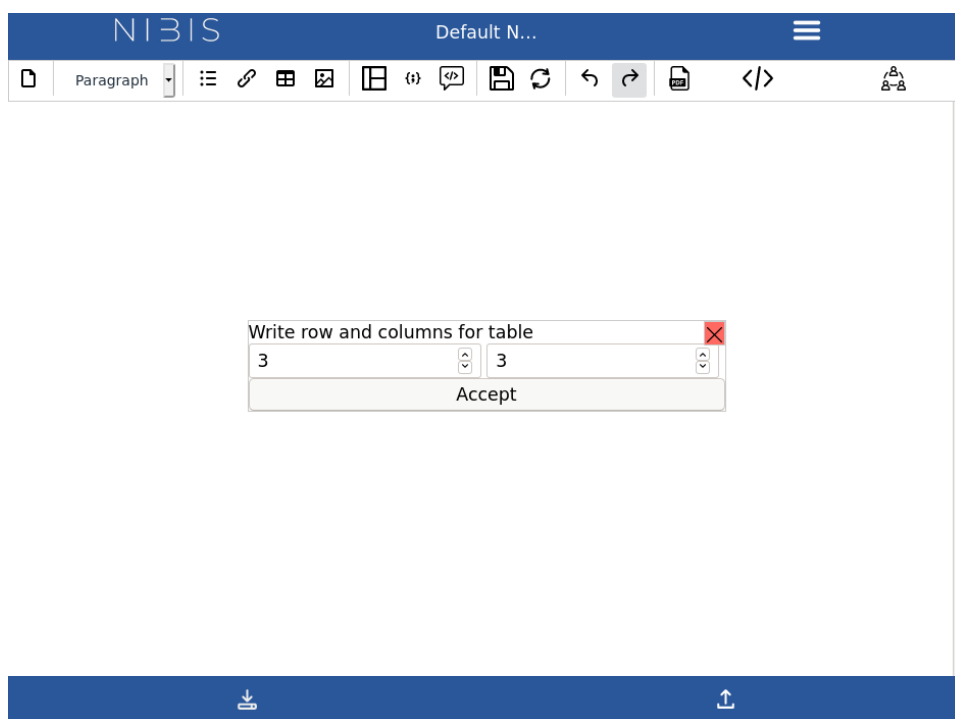 NIBIS
Default N...
Paragraph
PDF
Write row and columns for table
3 3
Accept